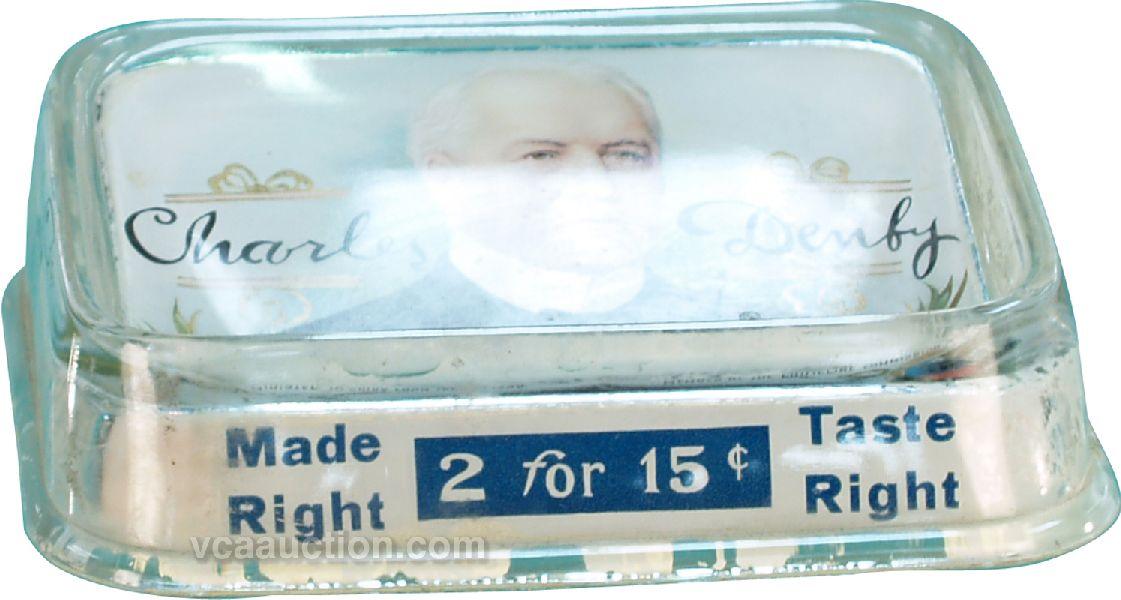 Charles Denby
Made Right
2 for 15¢
Taste Right
vcaauction.com